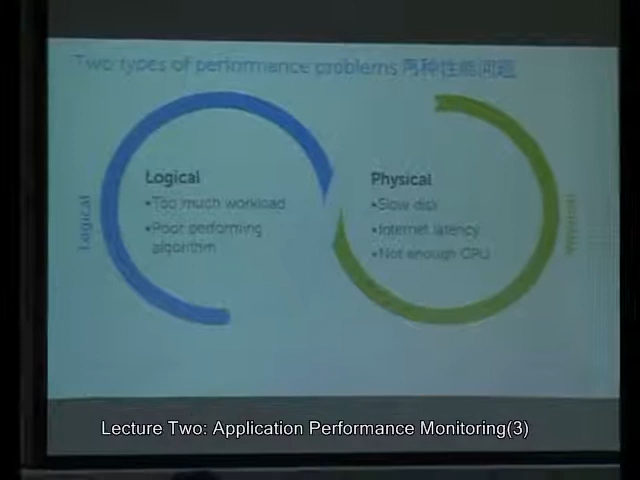 Two types of performance problems 两种性能问题
Logical
Logical
•Too much workload
•Poor performing
algorithm
Physical
•Slow disk
•Internet latency
•Not enough CPU
Lecture Two: Application Performance Monitoring(3)